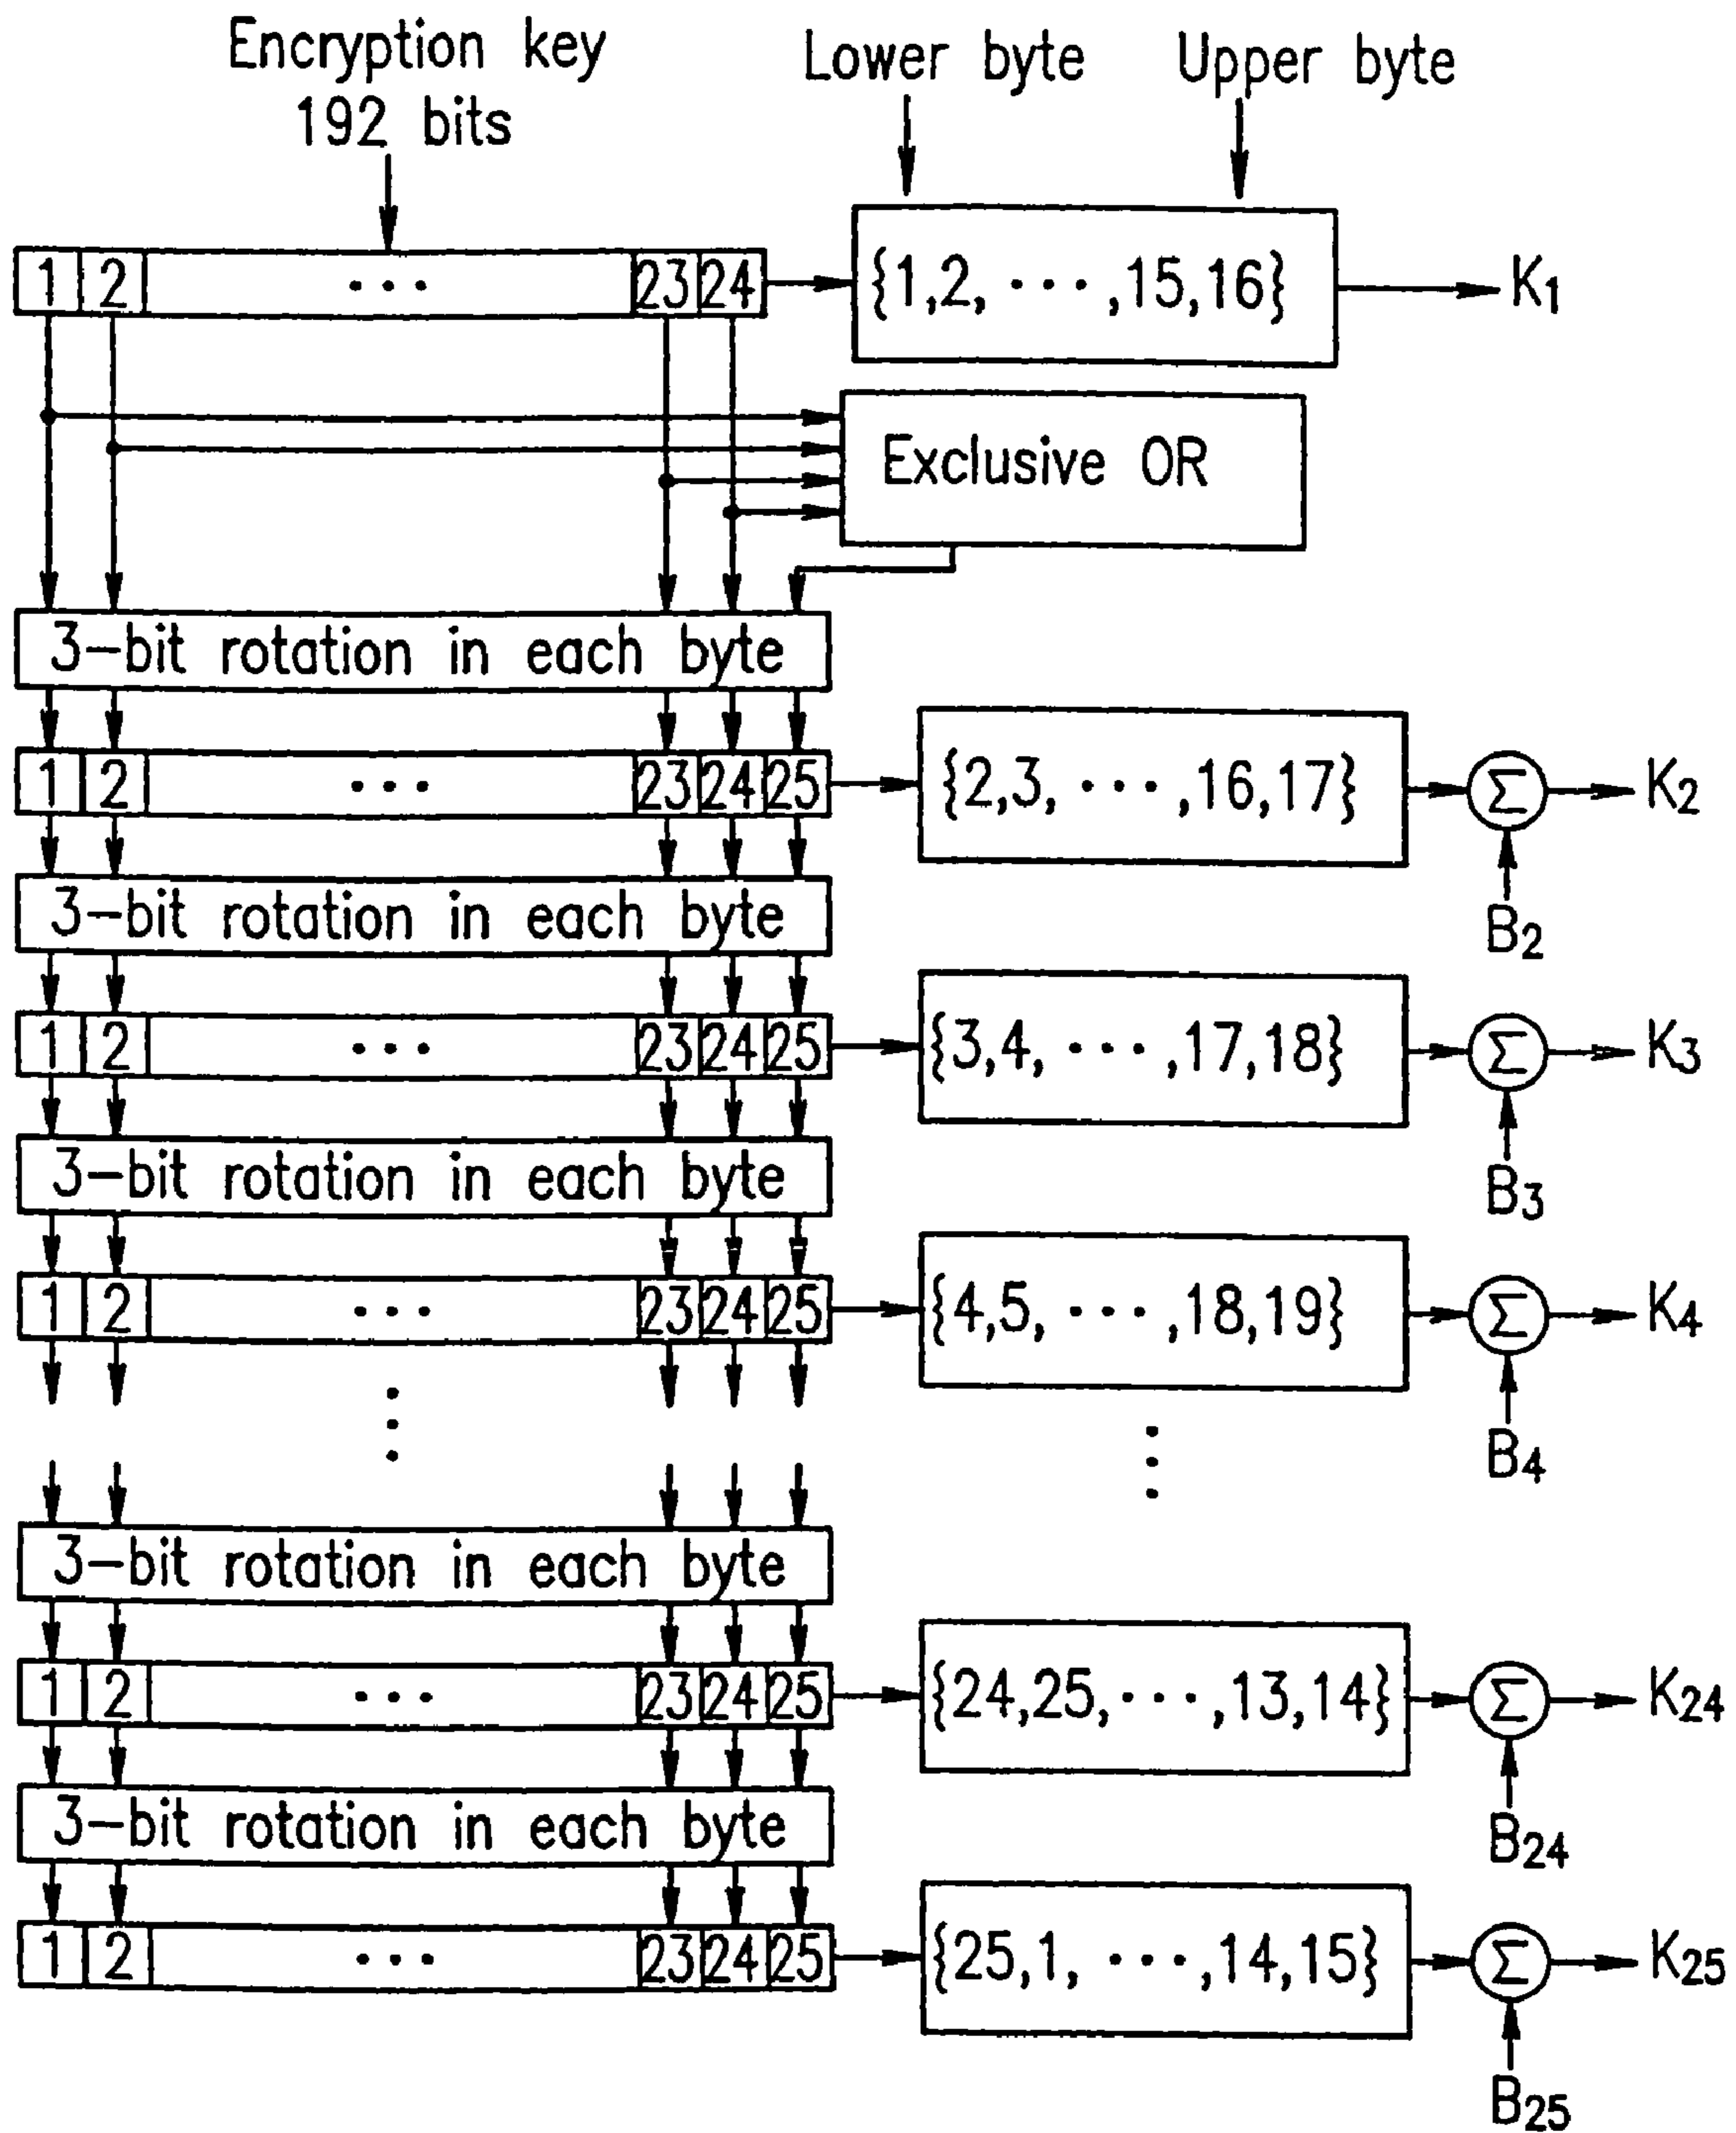 Encryption key
192 bits
Lower byte
Upper byte
1 2 ... 23 24
{1,2, ... ,15,16}
K1
Exclusive OR
3-bit rotation in each byte
1 2 ... 23 24 25
{2,3, ... ,16,17}
Σ
K2
B2
3-bit rotation in each byte
1 2 ... 23 24 25
{3,4, ... ,17,18}
Σ
K3
B3
3-bit rotation in each byte
1 2 ... 23 24 25
{4,5, ... ,18,19}
Σ
K4
B4
3-bit rotation in each byte
1 2 ... 23 24 25
{24,25, ... ,13,14}
Σ
K24
B24
3-bit rotation in each byte
1 2 ... 23 24 25
{25,1, ... ,14,15}
Σ
K25
B25